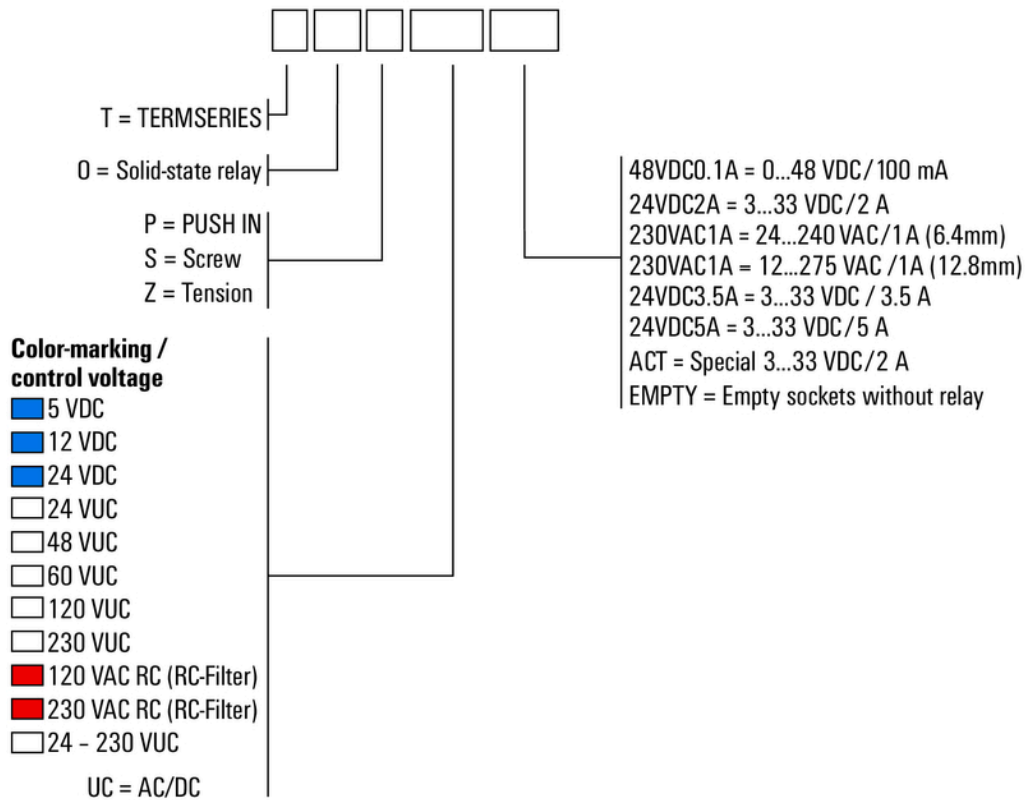 T = TERMSERIES
O = Solid-state relay
P = PUSH IN
S = Screw
Z = Tension
Color-marking /
control voltage
5 VDC
12 VDC
24 VDC
24 VUC
48 VUC
60 VUC
120 VUC
230 VUC
120 VAC RC (RC-Filter)
230 VAC RC (RC-Filter)
24 – 230 VUC
UC = AC/DC
48VDC0.1A = 0...48 VDC/100 mA
24VDC2A = 3...33 VDC/2 A
230VAC1A = 24...240 VAC/1A (6.4mm)
230VAC1A = 12...275 VAC /1A (12.8mm)
24VDC3.5A = 3...33 VDC / 3.5 A
24VDC5A = 3...33 VDC/5 A
ACT = Special 3...33 VDC/2 A
EMPTY = Empty sockets without relay